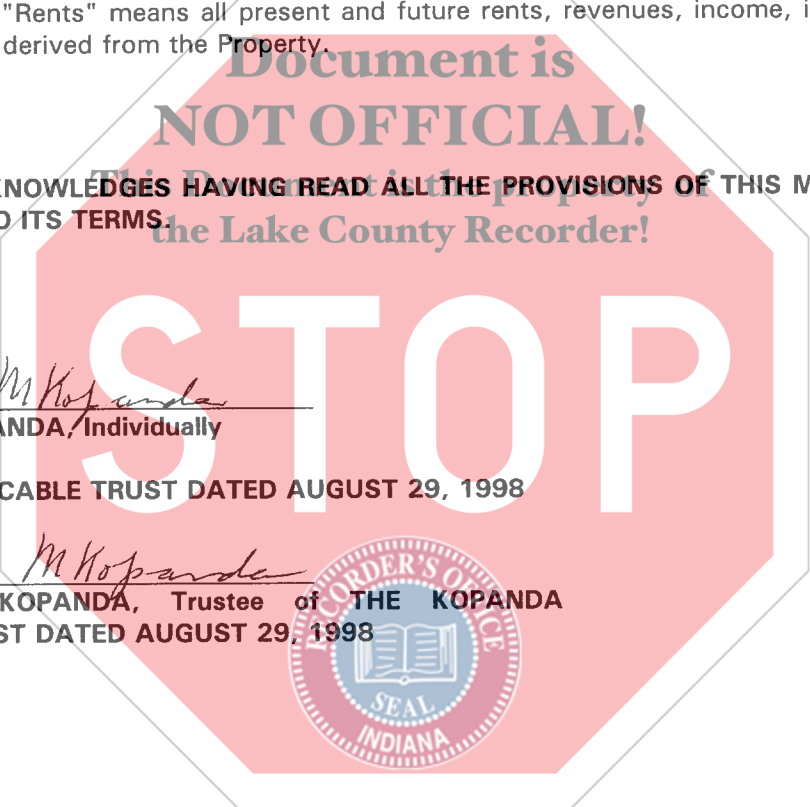 "Rents" means all present and future rents, revenues, income, i
derived from the Property.
Document is
NOT OFFICIAL!
KNOWLEDGES HAVING READ ALL THE PROVISIONS OF THIS M
This Document is the property of
O ITS TERMS.
the Lake County Recorder!
STOP
M Kopanda
ANDA, Individually
CABLE TRUST DATED AUGUST 29, 1998
M Kopanda
KOPANDA, Trustee of THE KOPANDA
ST DATED AUGUST 29, 1998
RECORDER'S OFFICE
SEAL
INDIANA